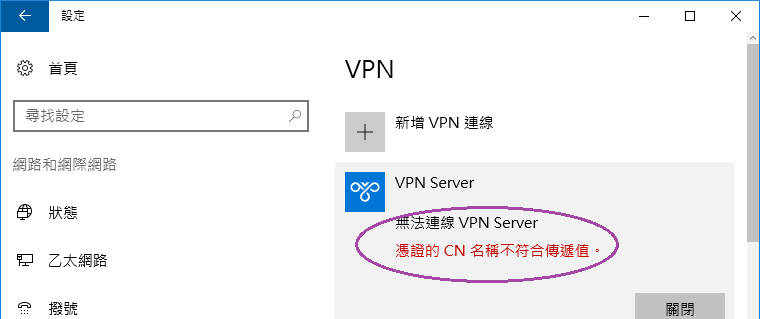 設定
首頁
尋找設定
網路和網際網路
狀態
乙太網路
撥號
VPN
新增 VPN 連線
VPN Server
無法連線 VPN Server
憑證的 CN 名稱不符合傳遞值。
關閉